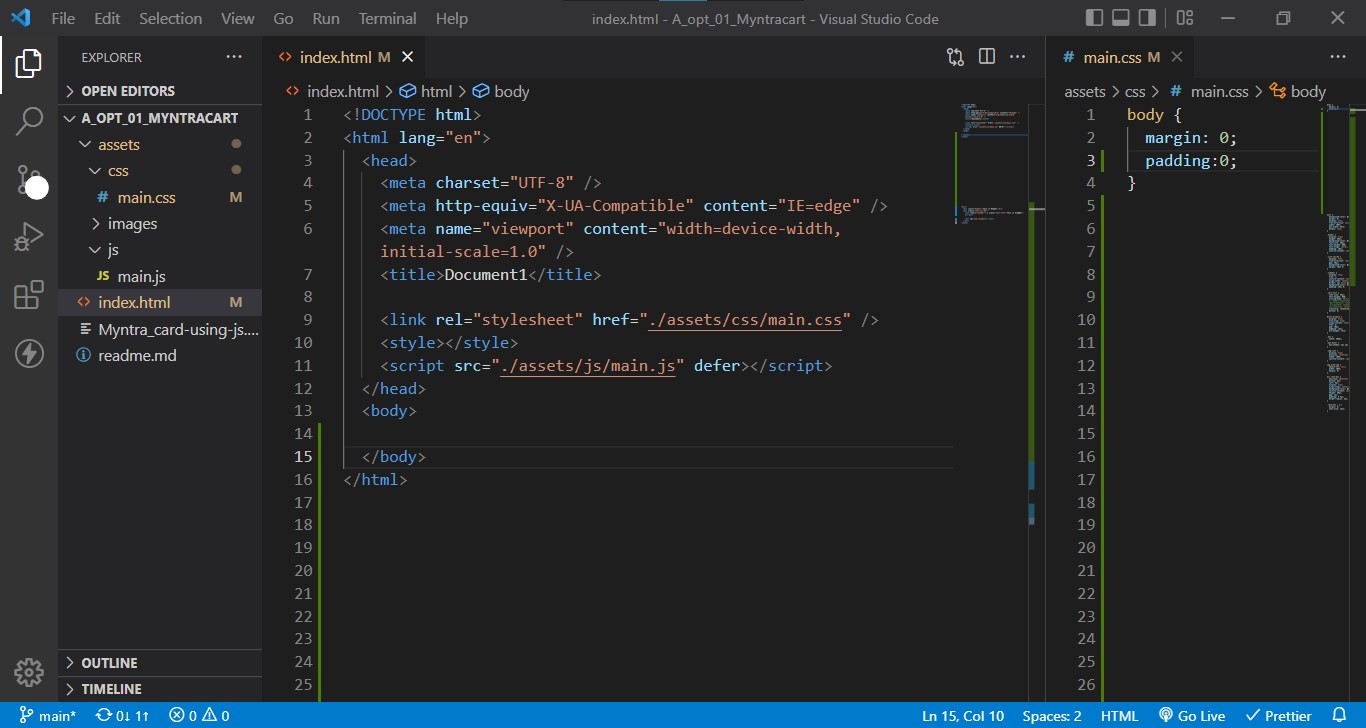 File Edit Selection View Go Run Terminal Help
index.html - A_opt_01_Myntracart - Visual Studio Code
EXPLORER
OPEN EDITORS
A_OPT_01_MYNTRACART
assets
css
# main.css M
images
js
JS main.js
<> index.html M
Myntra_card-using-js....
readme.md
OUTLINE
TIMELINE
<> index.html M
<> index.html > html > body
1 <!DOCTYPE html>
2 <html lang="en">
3 <head>
4 <meta charset="UTF-8" />
5 <meta http-equiv="X-UA-Compatible" content="IE=edge" />
6 <meta name="viewport" content="width=device-width,
initial-scale=1.0" />
7 <title>Document1</title>
8
9 <link rel="stylesheet" href="./assets/css/main.css" />
10 <style></style>
11 <script src="./assets/js/main.js" defer></script>
12 </head>
13 <body>
14
15 </body>
16 </html>
17
18
19
20
21
22
23
24
25
# main.css M
assets > css > # main.css > body
1 body {
2 margin: 0;
3 padding:0;
4 }
5
6
7
8
9
10
11
12
13
14
15
16
17
18
19
20
21
22
23
24
25
26
main* 0↓ 1↑ 0 0 Ln 15, Col 10 Spaces: 2 HTML Go Live Prettier